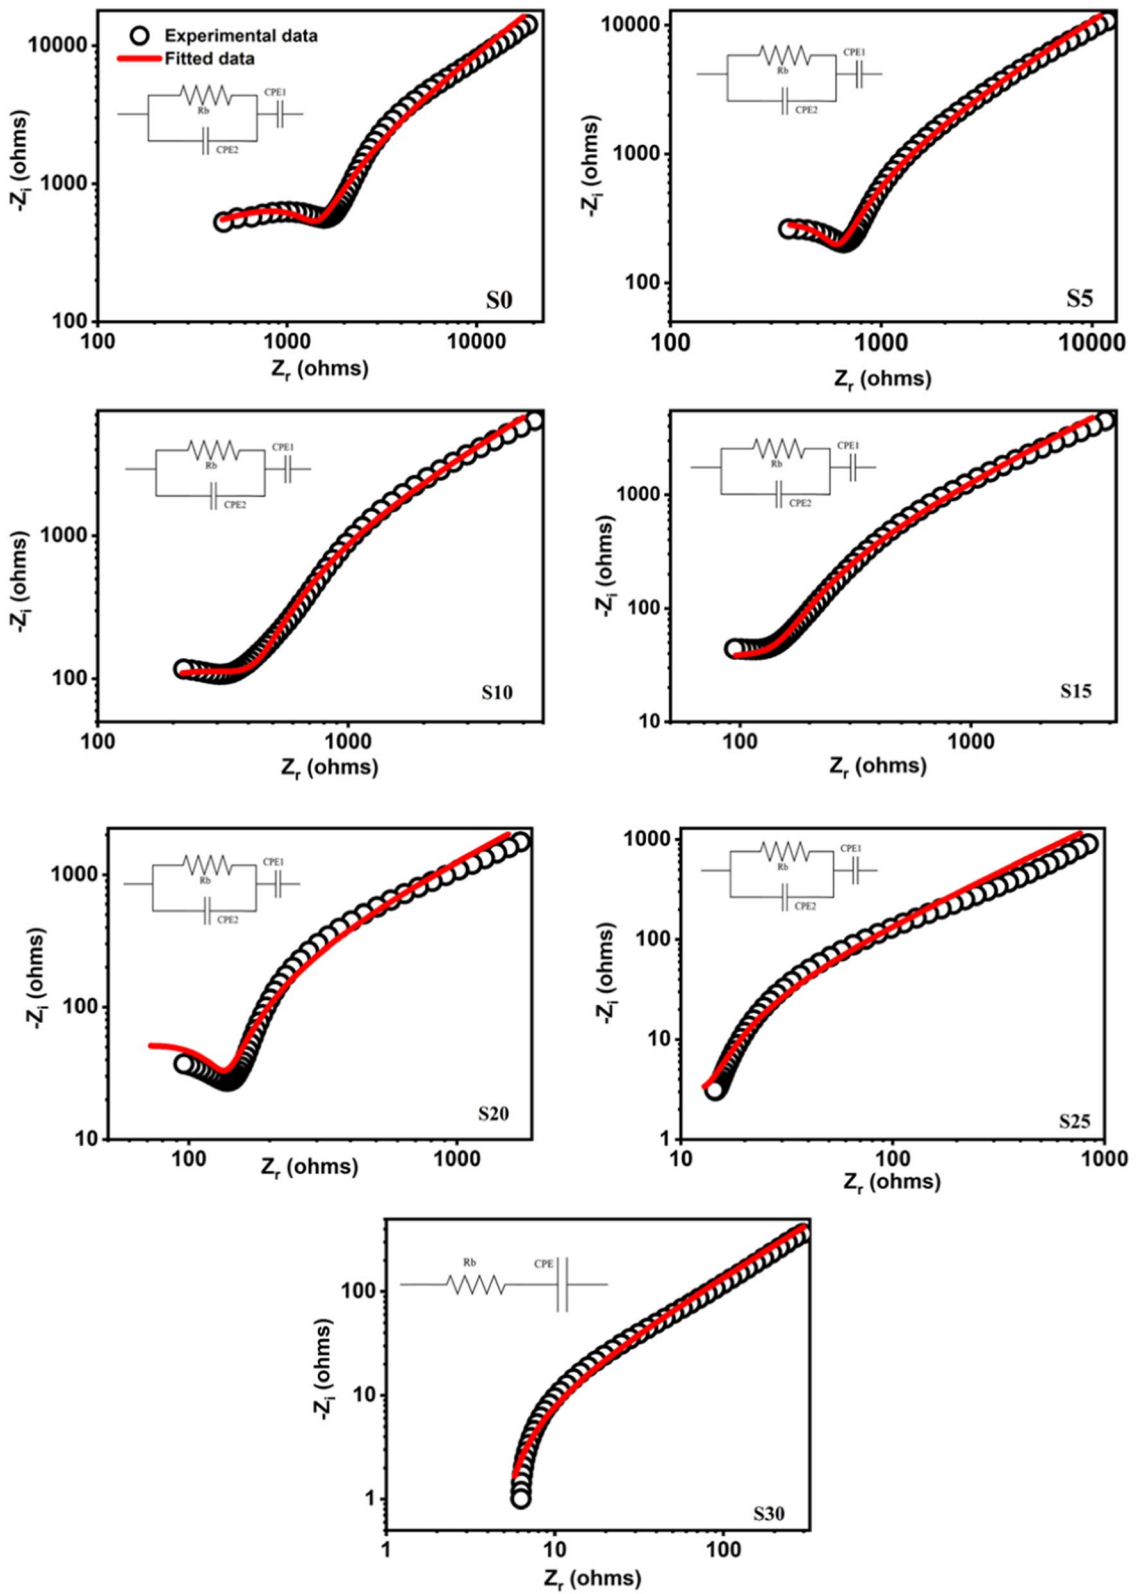 Experimental data
Fitted data
Rb
CPE1
CPE2
10000
1000
100
-Zi (ohms)
S0
100
1000
10000
Zr (ohms)
Rb
CPE1
CPE2
10000
1000
100
-Zi (ohms)
S5
100
1000
10000
Zr (ohms)
Rb
CPE1
CPE2
1000
100
-Zi (ohms)
S10
100
1000
Zr (ohms)
Rb
CPE1
CPE2
1000
100
10
-Zi (ohms)
S15
100
1000
Zr (ohms)
Rb
CPE1
CPE2
1000
100
10
-Zi (ohms)
S20
100
1000
Zr (ohms)
Rb
CPE1
CPE2
1000
100
10
1
-Zi (ohms)
S25
10
100
1000
Zr (ohms)
Rb
CPE
100
10
1
-Zi (ohms)
S30
1
10
100
Zr (ohms)